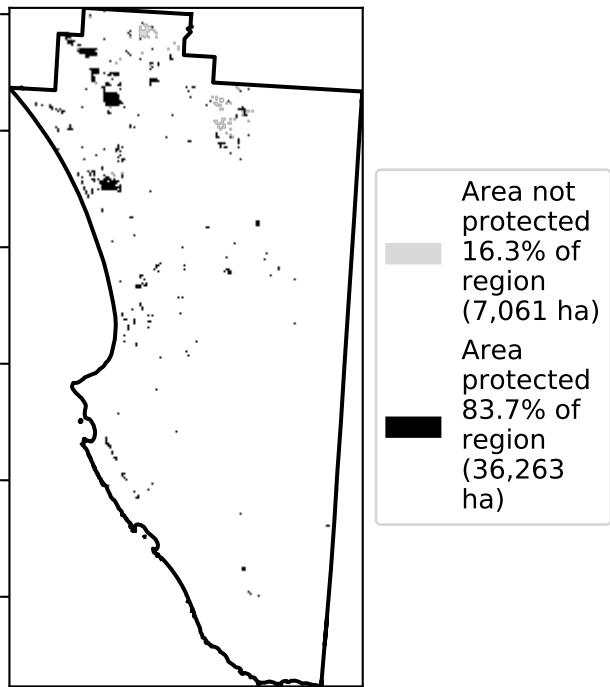 Area not
protected
16.3% of
region
(7,061 ha)
Area
protected
83.7% of
region
(36,263
ha)